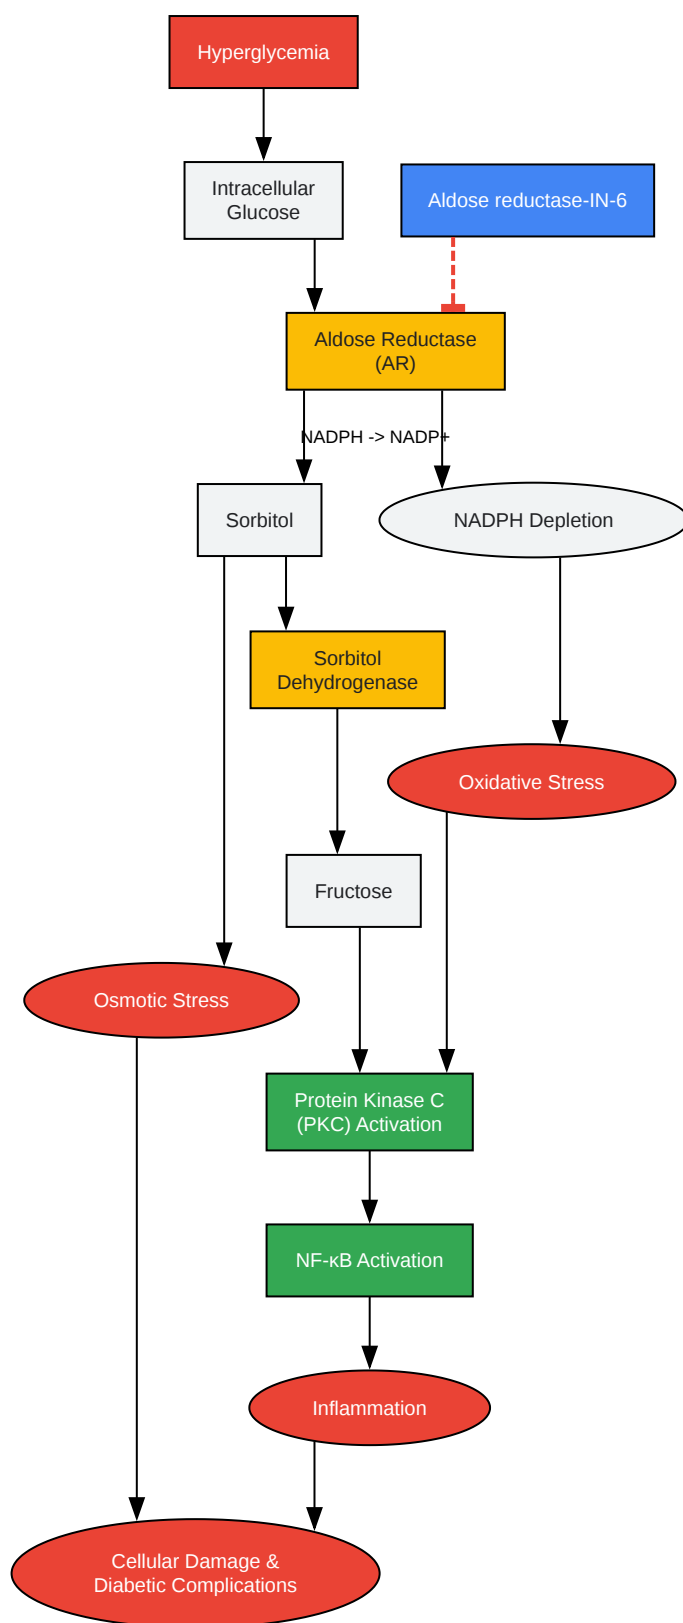 Hyperglycemia
Intracellular
Glucose
Aldose reductase-IN-6
Aldose Reductase
(AR)
NADPH -> NADP+
Sorbitol
NADPH Depletion
Sorbitol
Dehydrogenase
Oxidative Stress
Fructose
Osmotic Stress
Protein Kinase C
(PKC) Activation
NF-κB Activation
Inflammation
Cellular Damage &
Diabetic Complications